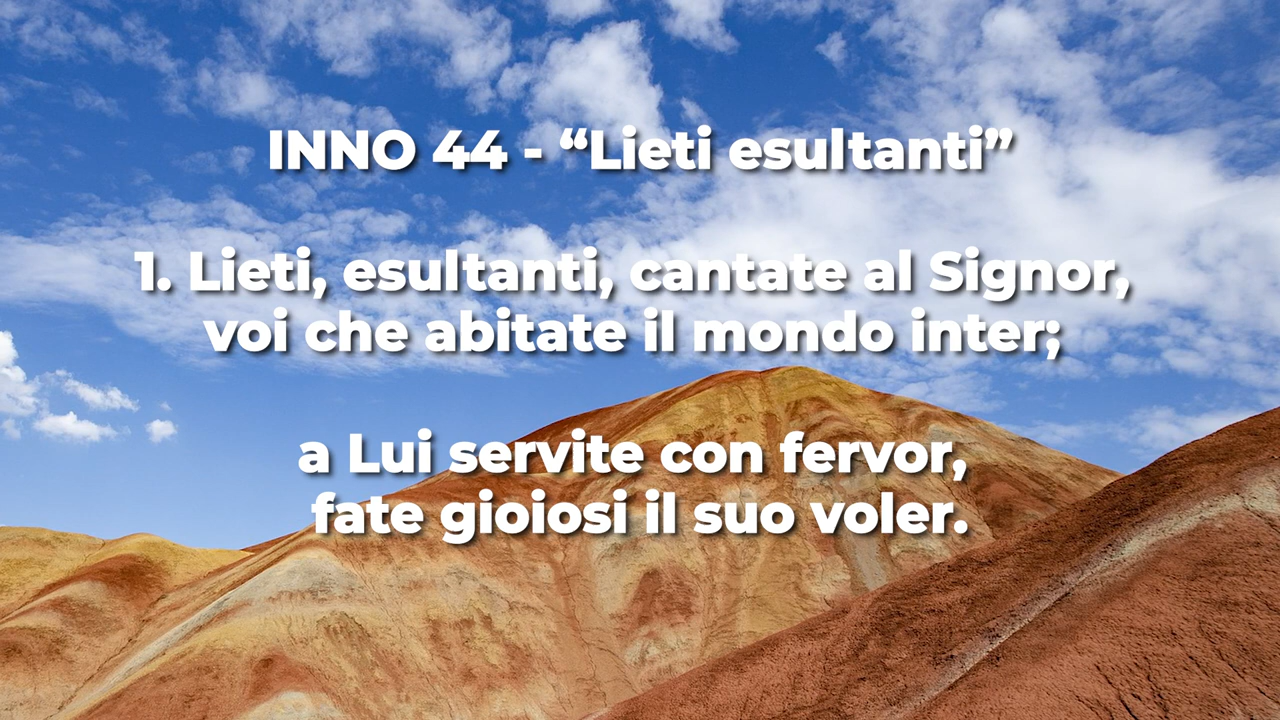 INNO 44 - “Lieti esultanti”
1. Lieti, esultanti, cantate al Signor,
voi che abitate il mondo inter;
a Lui servite con fervor,
fate gioiosi il suo voler.